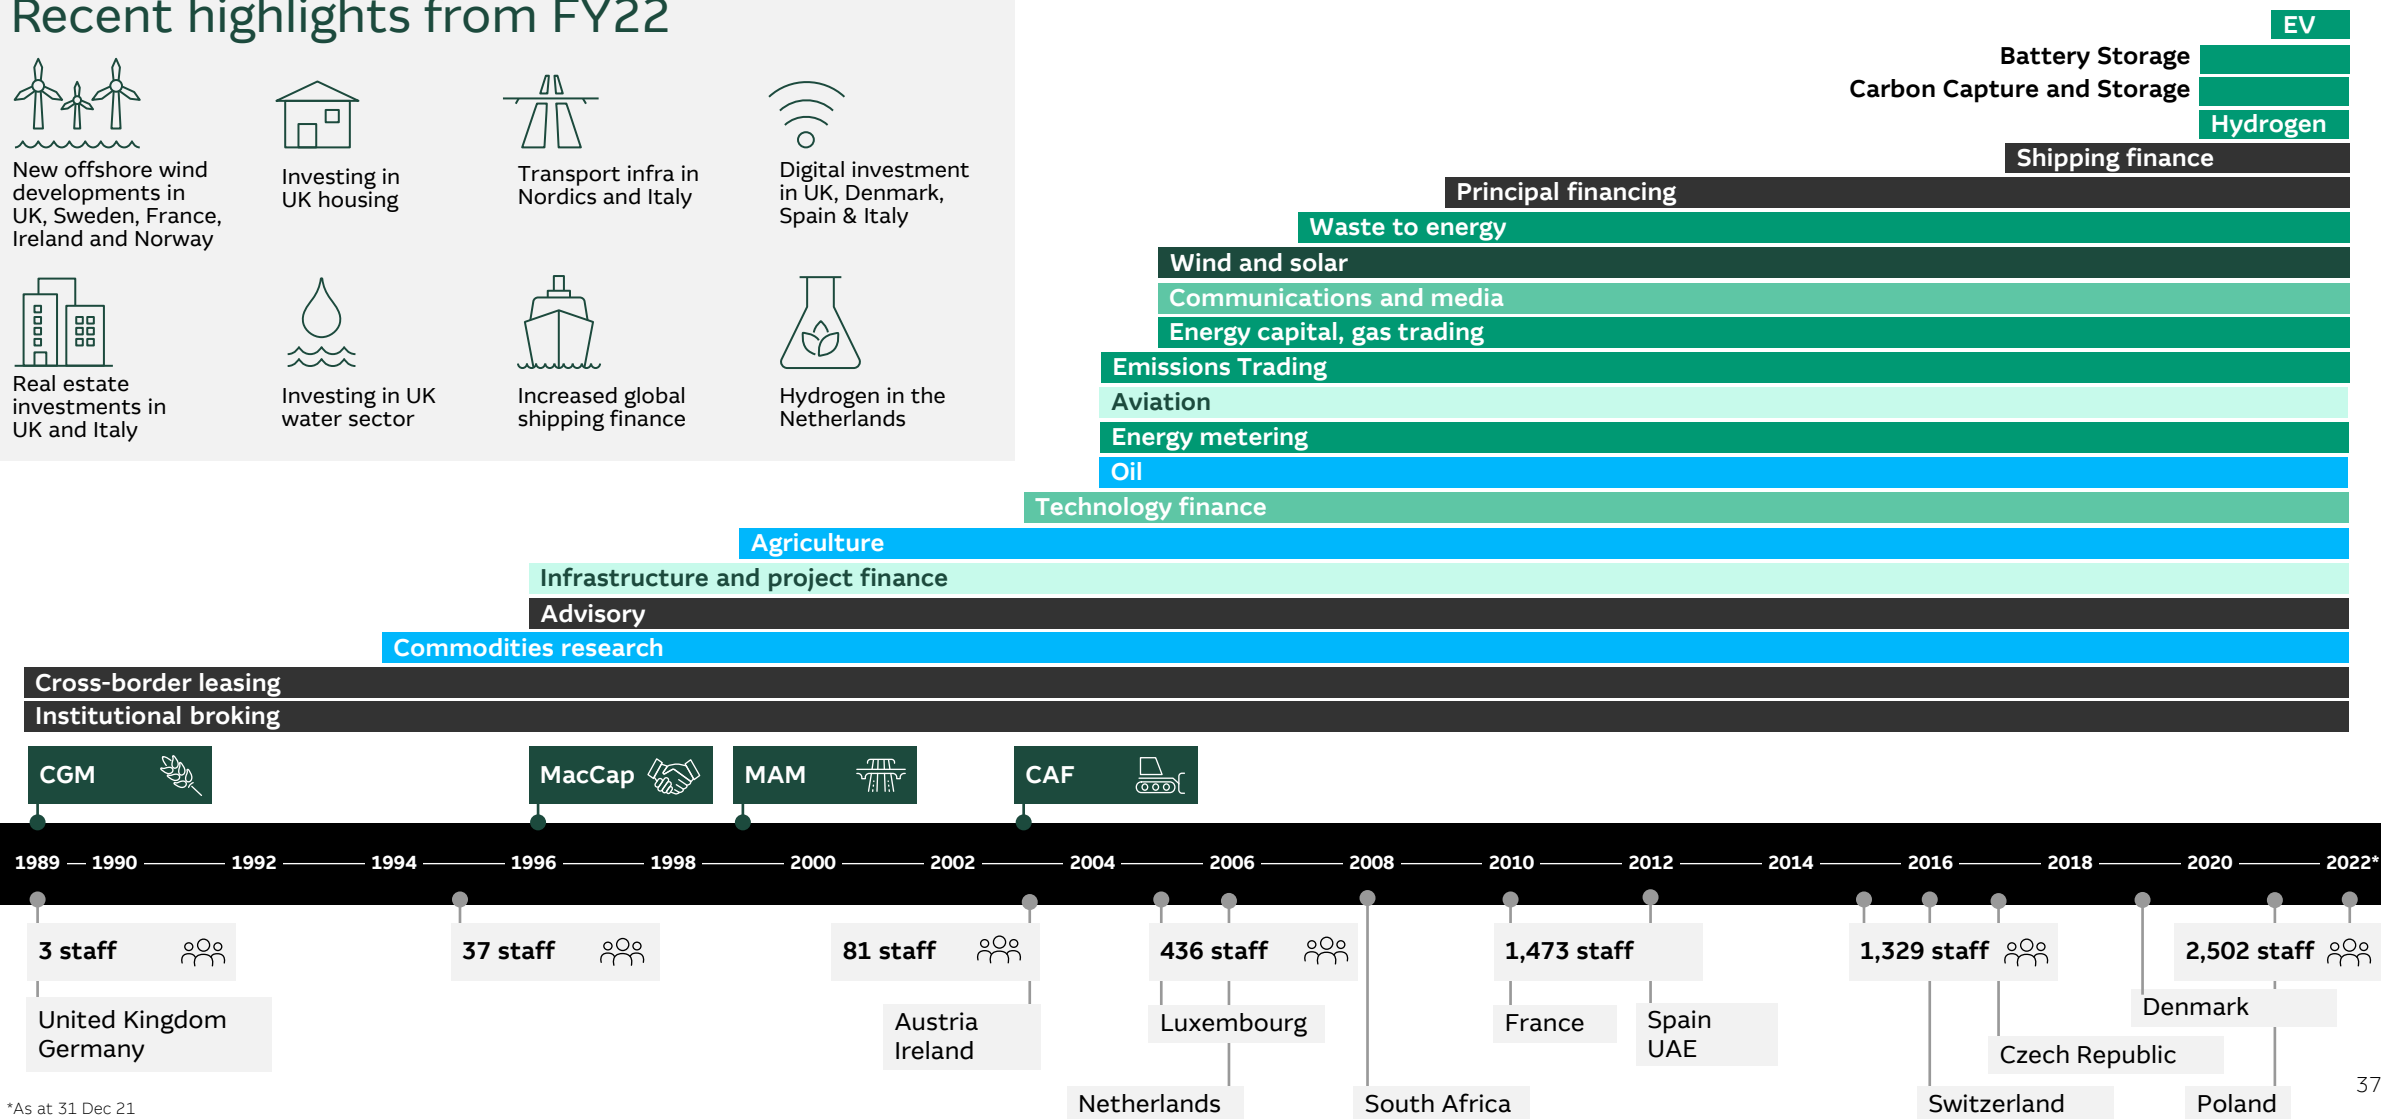 Recent highlights from FY22
New offshore wind
developments in
UK, Sweden, France,
Ireland and Norway
Investing in
UK housing
Transport infra in
Nordics and Italy
Digital investment
in UK, Denmark,
Spain & Italy
Real estate
investments in
UK and Italy
Investing in UK
water sector
Increased global
shipping finance
Hydrogen in the
Netherlands
EV
Battery Storage
Carbon Capture and Storage
Hydrogen
Shipping finance
Principal financing
Waste to energy
Wind and solar
Communications and media
Energy capital, gas trading
Emissions Trading
Aviation
Energy metering
Oil
Technology finance
Agriculture
Infrastructure and project finance
Advisory
Commodities research
Cross-border leasing
Institutional broking
CGM
MacCap
MAM
CAF
1989
1990
1992
1994
1996
1998
2000
2002
2004
2006
2008
2010
2012
2014
2016
2018
2020
2022*
3 staff
37 staff
81 staff
436 staff
1,473 staff
1,329 staff
2,502 staff
United Kingdom
Germany
Austria
Ireland
Luxembourg
Netherlands
South Africa
France
Spain
UAE
Denmark
Czech Republic
Switzerland
Poland
37
*As at 31 Dec 21